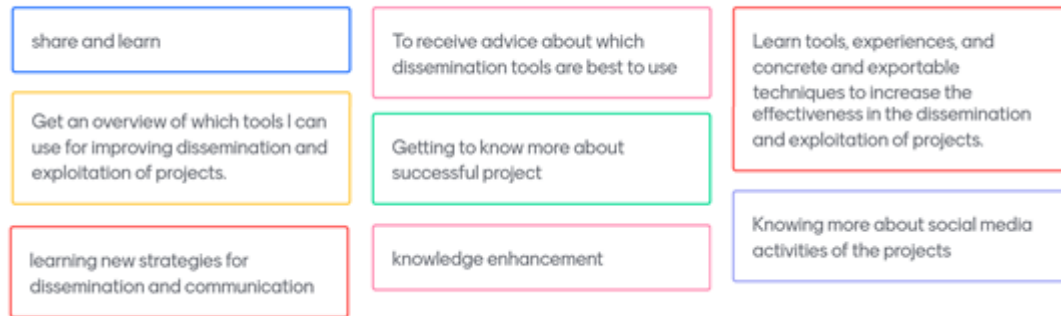 share and learn
Get an overview of which tools I can
use for improving dissemination and
exploitation of projects.
learning new strategies for
dissemination and communication
To receive advice about which
dissemination tools are best to use
Getting to know more about
successful project
knowledge enhancement
Learn tools, experiences, and
concrete and exportable
techniques to increase the
effectiveness in the dissemination
and exploitation of projects.
Knowing more about social media
activities of the projects